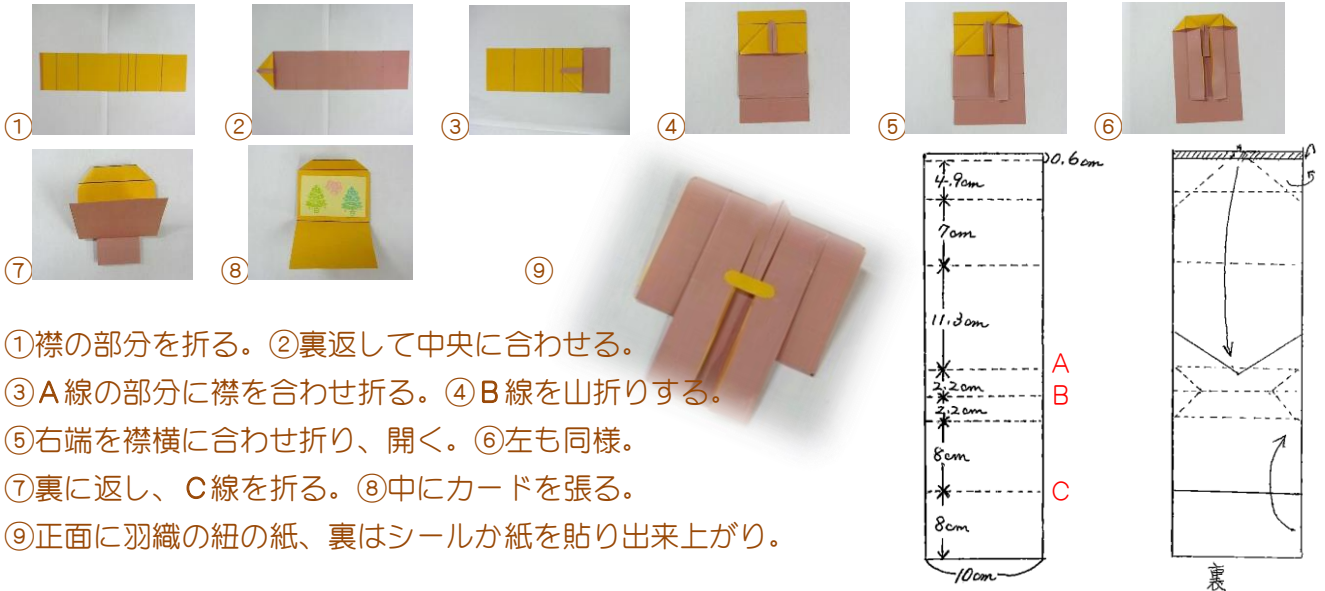 ①
②
③
④
⑤
⑥
⑦
⑧
⑨
①襟の部分を折る。②裏返して中央に合わせる。
③A線の部分に襟を合わせ折る。④B線を山折りする。
⑤右端を襟横に合わせ折り、開く。⑥左も同様。
⑦裏に返し、C線を折る。⑧中にカードを張る。
⑨正面に羽織の紐の紙、裏はシールか紙を貼り出来上がり。
0.6cm
4.9cm
7cm
11.3cm
A
2.2cm
B
2.2cm
8cm
C
8cm
10cm
裏